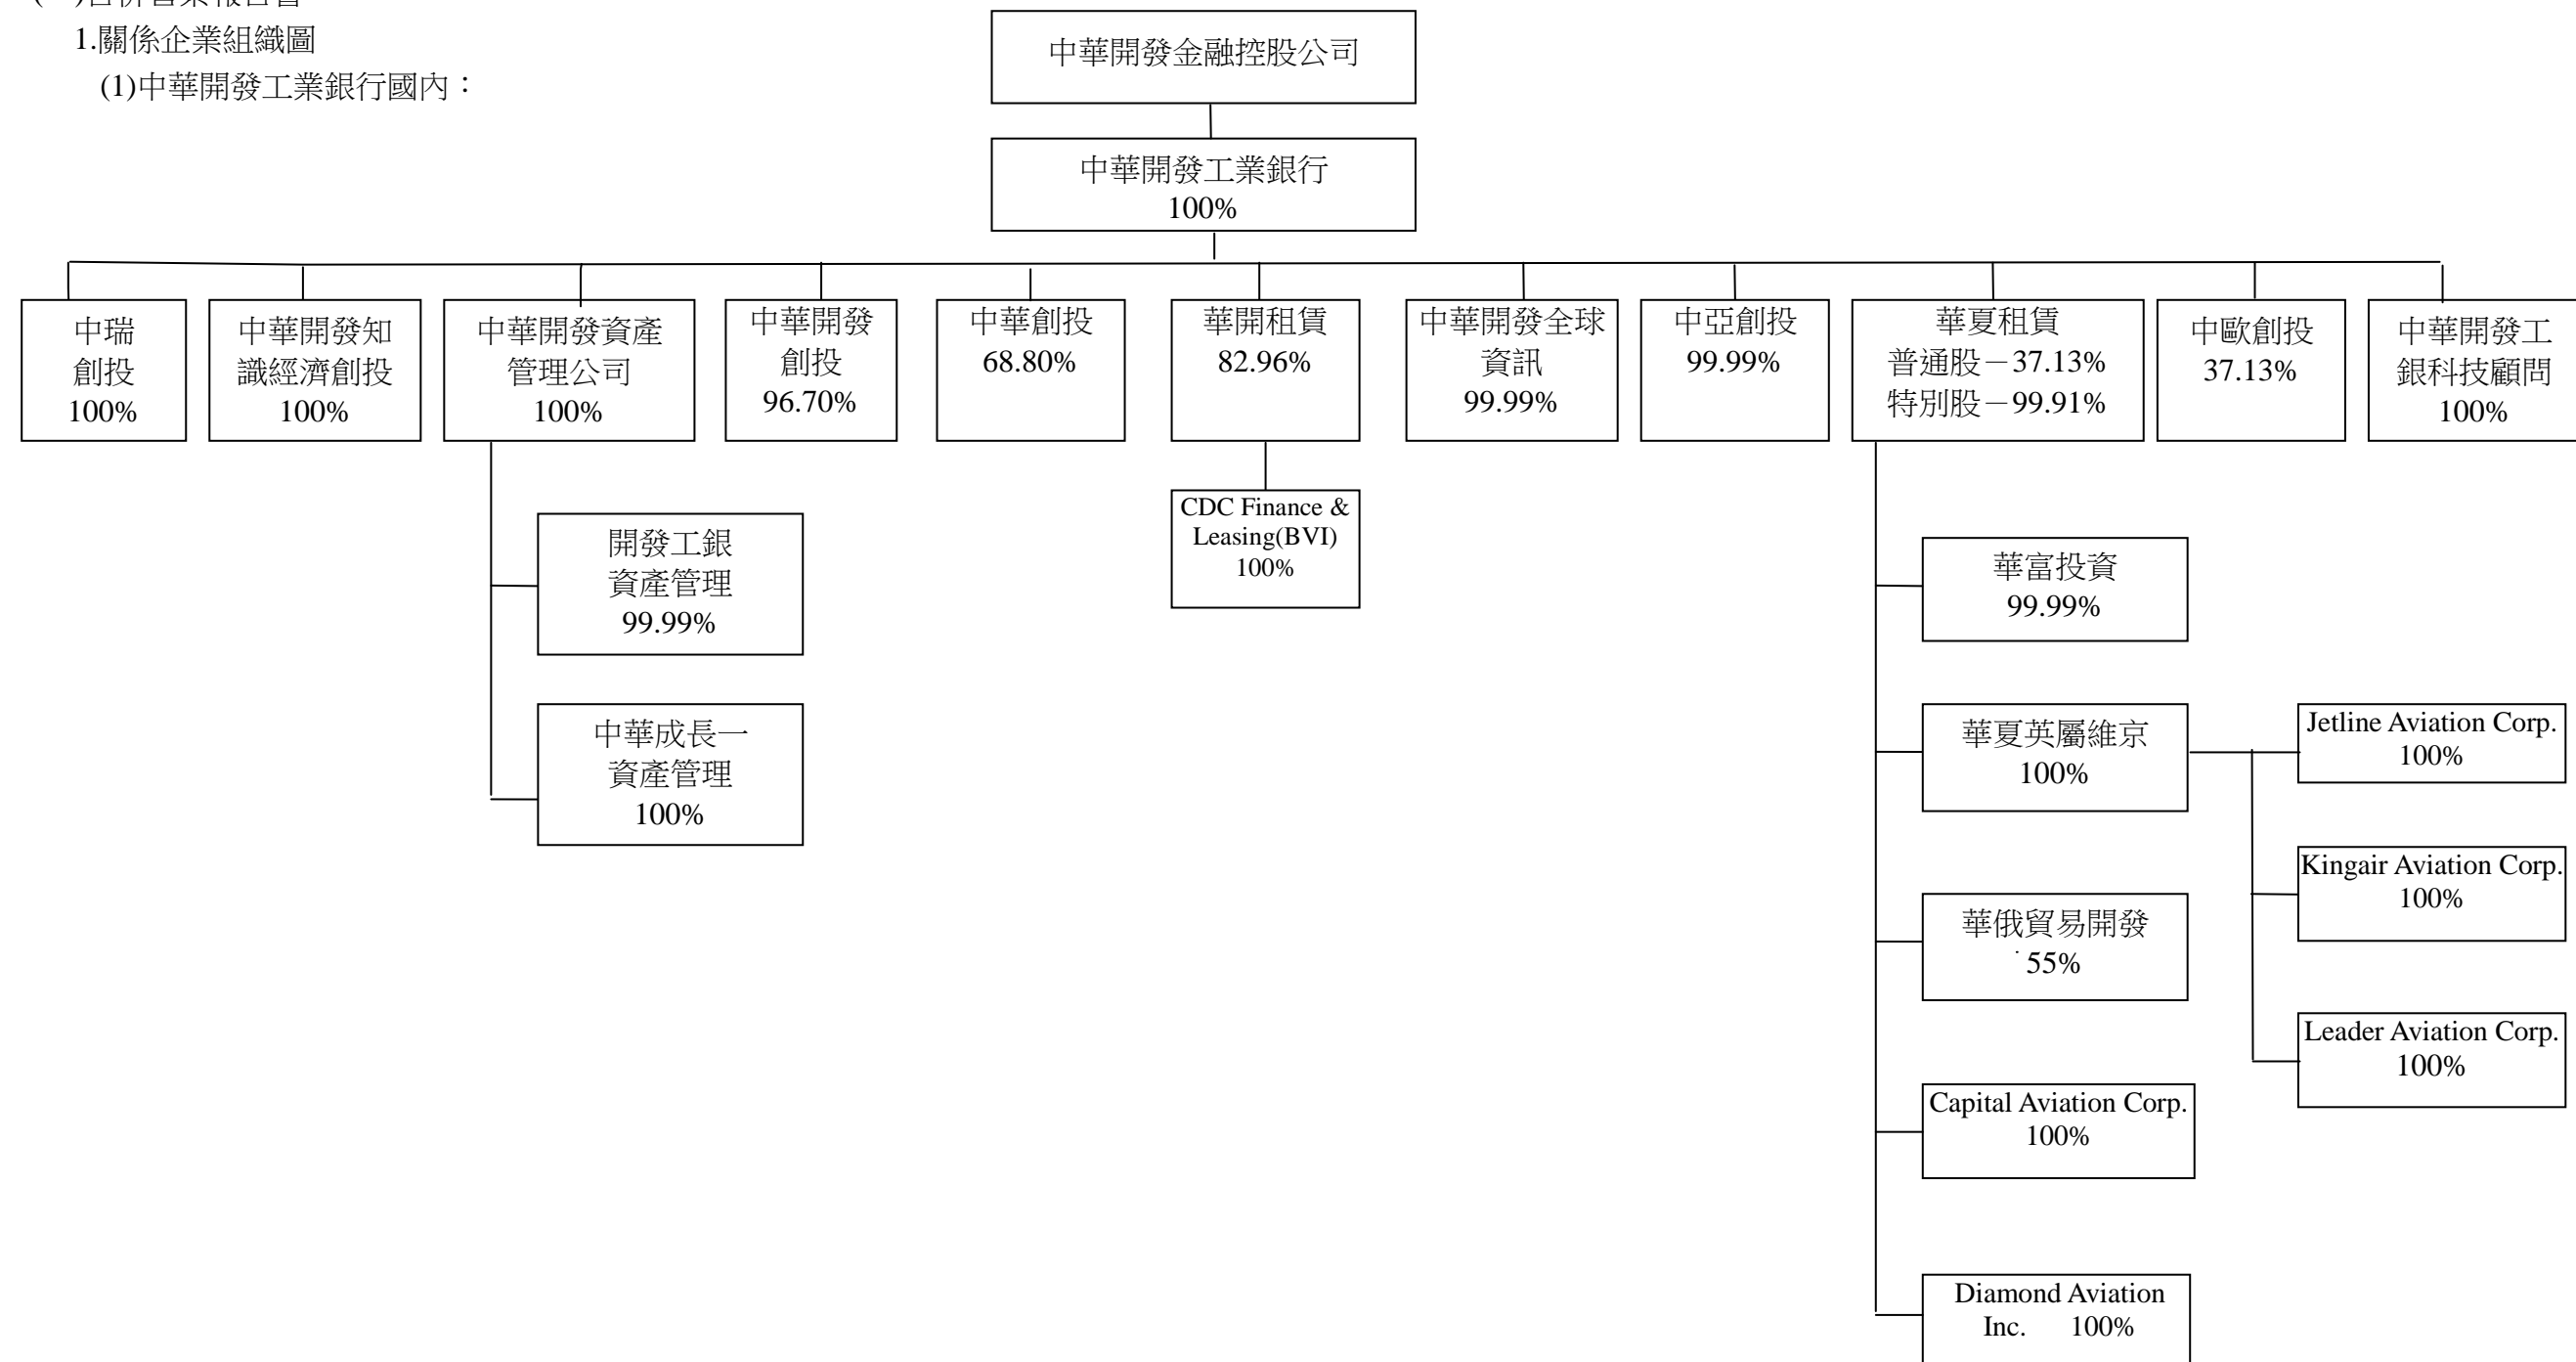 1.關係企業組織圖
(1)中華開發工業銀行國內：
中華開發金融控股公司
中華開發工業銀行
100%
中瑞
創投
100%
中華開發知
識經濟創投
100%
中華開發資產
管理公司
100%
中華開發
創投
96.70%
中華創投
68.80%
華開租賃
82.96%
中華開發全球
資訊
99.99%
中亞創投
99.99%
華夏租賃
普通股－37.13%
特別股－99.91%
中歐創投
37.13%
中華開發工
銀科技顧問
100%
開發工銀
資產管理
99.99%
中華成長一
資產管理
100%
CDC Finance &
Leasing(BVI)
100%
華富投資
99.99%
華夏英屬維京
100%
華俄貿易開發
55%
Capital Aviation Corp.
100%
Diamond Aviation
Inc. 100%
Jetline Aviation Corp.
100%
Kingair Aviation Corp.
100%
Leader Aviation Corp.
100%